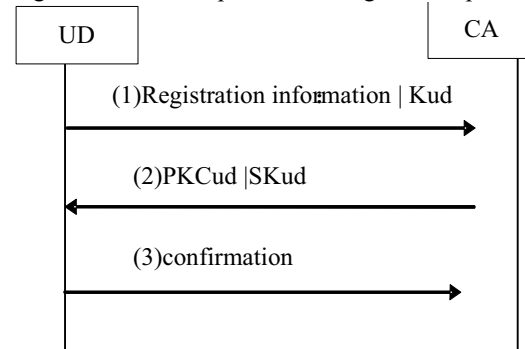 UD
CA
(1)Registration information | Kud
(2)PKCud |SKud
(3)confirmation